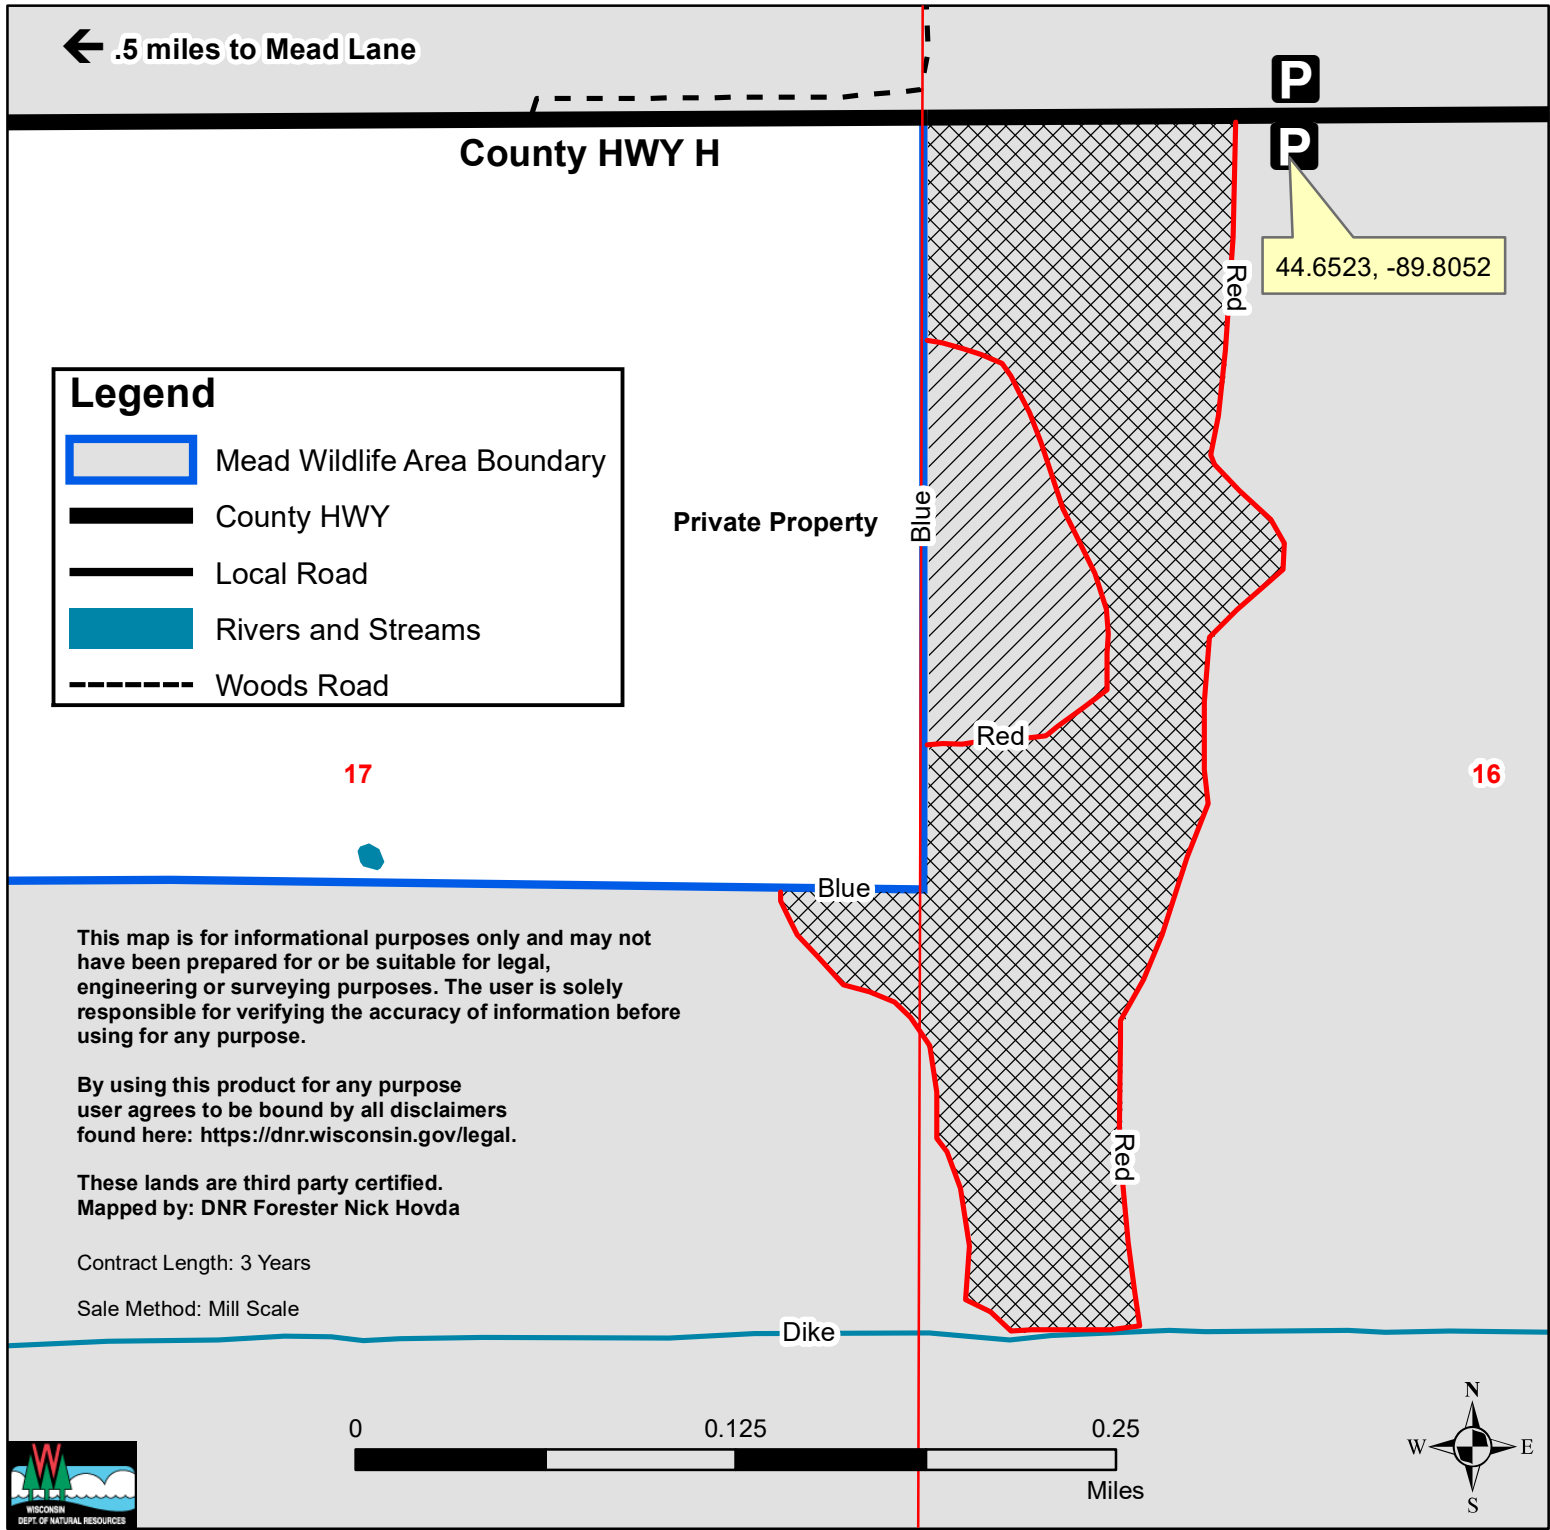 .5 miles to Mead Lane
P
P
County HWY H
44.6523, -89.8052
Red
Legend
Mead Wildlife Area Boundary
County HWY
Local Road
Rivers and Streams
Woods Road
Private Property
Blue
Red
17
16
Blue
This map is for informational purposes only and may not
have been prepared for or be suitable for legal,
engineering or surveying purposes. The user is solely
responsible for verifying the accuracy of information before
using for any purpose.
By using this product for any purpose
user agrees to be bound by all disclaimers
found here: https://dnr.wisconsin.gov/legal.
These lands are third party certified.
Mapped by: DNR Forester Nick Hovda
Contract Length: 3 Years
Sale Method: Mill Scale
Red
Dike
0 0.125 0.25
Miles
N
W E
S
W
WISCONSIN
DEPT. OF NATURAL RESOURCES